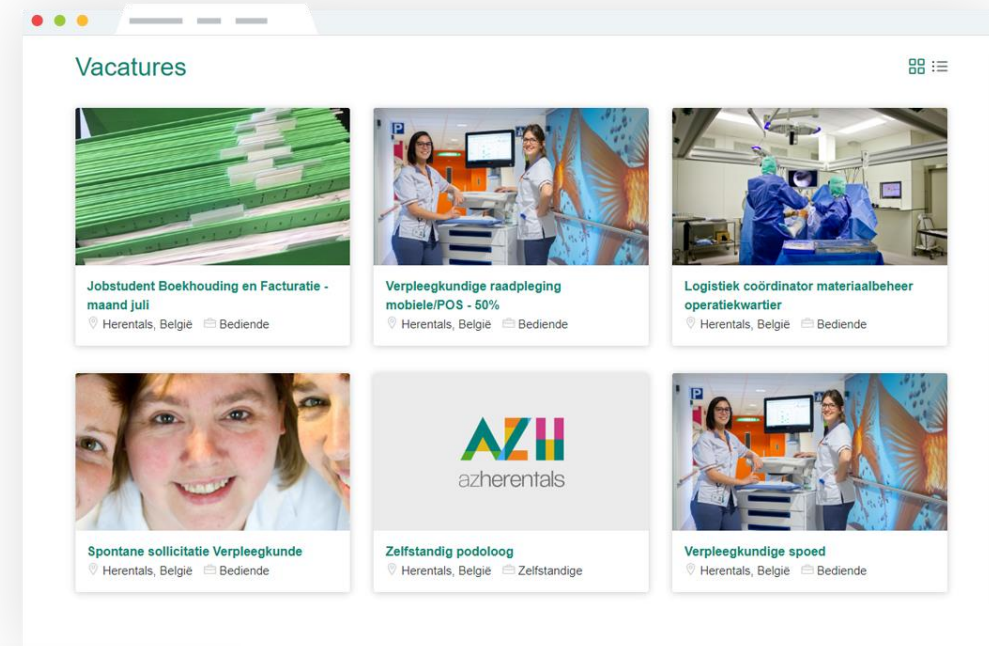 Vacatures
Jobstudent Boekhouding en Facturatie -
maand juli
Herentals, België Bediende
P
Verpleegkundige raadpleging
mobiele/POS - 50%
Herentals, België Bediende
Logistiek coördinator materiaalbeheer
operatiekwartier
Herentals, België Bediende
Spontane sollicitatie Verpleegkunde
Herentals, België Bediende
AZH
azherentals
Zelfstandig podoloog
Herentals, België Zelfstandige
P
Verpleegkundige spoed
Herentals, België Bediende